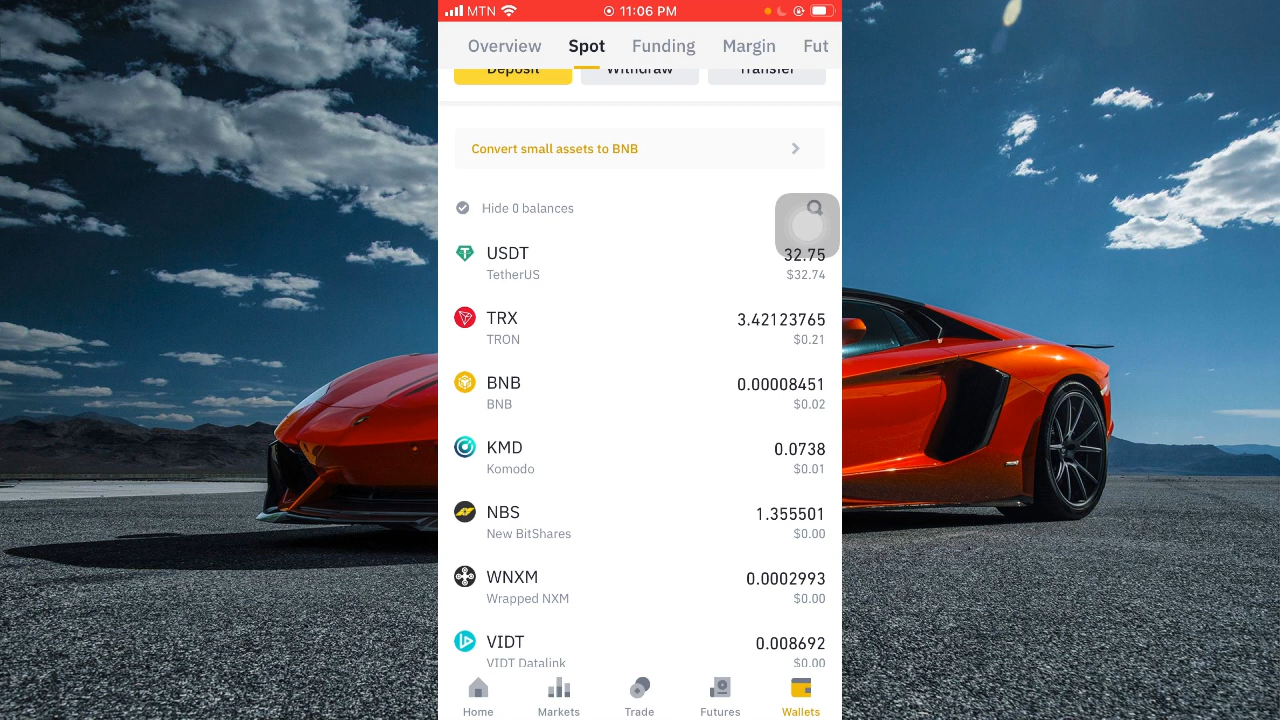 MTN 11:06 PM
Overview Spot Funding Margin Fut
Deposit Withdraw Transfer
Convert small assets to BNB
Hide 0 balances
USDT 32.75
TetherUS $32.74
TRX 3.42123765
TRON $0.21
BNB 0.00008451
BNB $0.02
KMD 0.0738
Komodo $0.01
NBS 1.355501
New BitShares $0.00
WNXM 0.0002993
Wrapped NXM $0.00
VIDT 0.008692
VIDT Datalink $0.00
Home Markets Trade Futures Wallets